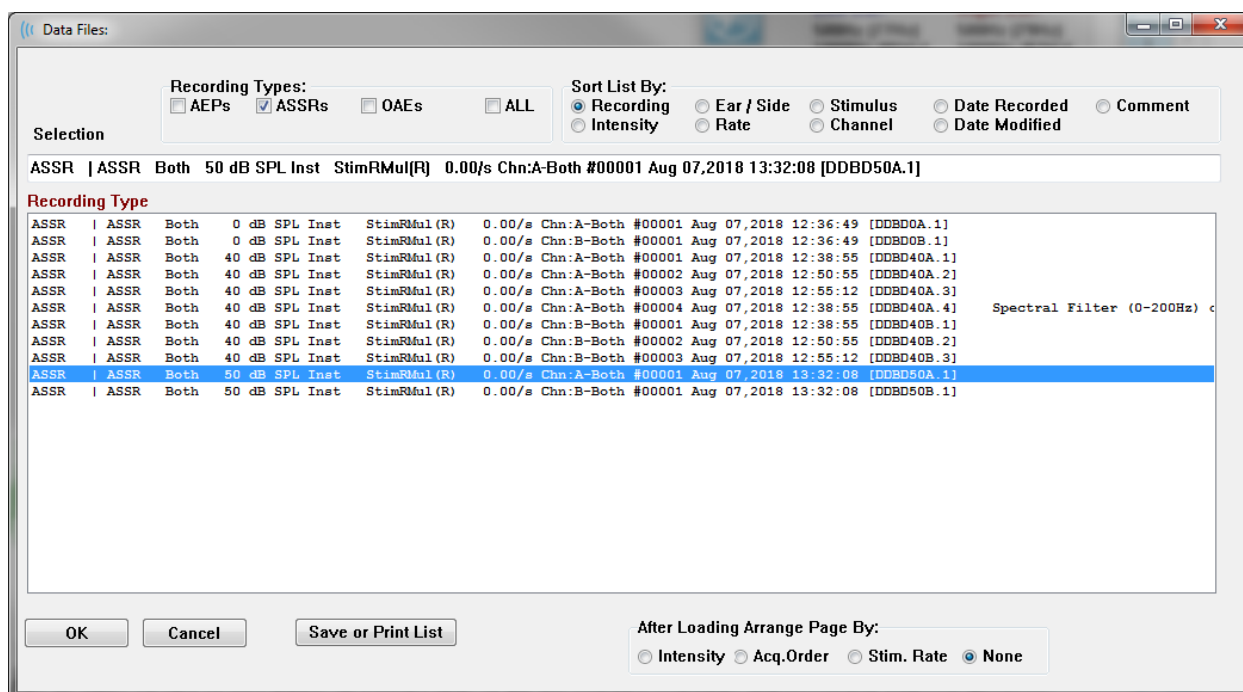 Data Files:
Recording Types:
AEPs ASSRs OAEs ALL
Sort List By:
Recording Ear / Side Stimulus Date Recorded Comment
Intensity Rate Channel Date Modified
Selection
ASSR | ASSR Both 50 dB SPL Inst StimRMul(R) 0.00/s Chn:A-Both #00001 Aug 07,2018 13:32:08 [DDBD50A.1]
Recording Type
ASSR | ASSR Both 0 dB SPL Inst StimRMul(R) 0.00/s Chn:A-Both #00001 Aug 07,2018 12:36:49 [DDBD0A.1]
ASSR | ASSR Both 0 dB SPL Inst StimRMul(R) 0.00/s Chn:B-Both #00001 Aug 07,2018 12:36:49 [DDBD0B.1]
ASSR | ASSR Both 40 dB SPL Inst StimRMul(R) 0.00/s Chn:A-Both #00001 Aug 07,2018 12:38:55 [DDBD40A.1]
ASSR | ASSR Both 40 dB SPL Inst StimRMul(R) 0.00/s Chn:A-Both #00002 Aug 07,2018 12:50:55 [DDBD40A.2]
ASSR | ASSR Both 40 dB SPL Inst StimRMul(R) 0.00/s Chn:A-Both #00003 Aug 07,2018 12:55:12 [DDBD40A.3]
ASSR | ASSR Both 40 dB SPL Inst StimRMul(R) 0.00/s Chn:A-Both #00004 Aug 07,2018 12:38:55 [DDBD40A.4] Spectral Filter (0-200Hz)
ASSR | ASSR Both 40 dB SPL Inst StimRMul(R) 0.00/s Chn:B-Both #00001 Aug 07,2018 12:38:55 [DDBD40B.1]
ASSR | ASSR Both 40 dB SPL Inst StimRMul(R) 0.00/s Chn:B-Both #00002 Aug 07,2018 12:50:55 [DDBD40B.2]
ASSR | ASSR Both 40 dB SPL Inst StimRMul(R) 0.00/s Chn:B-Both #00003 Aug 07,2018 12:55:12 [DDBD40B.3]
ASSR | ASSR Both 50 dB SPL Inst StimRMul(R) 0.00/s Chn:A-Both #00001 Aug 07,2018 13:32:08 [DDBD50A.1]
ASSR | ASSR Both 50 dB SPL Inst StimRMul(R) 0.00/s Chn:B-Both #00001 Aug 07,2018 13:32:08 [DDBD50B.1]
OK Cancel Save or Print List
After Loading Arrange Page By:
Intensity Acq.Order Stim. Rate None